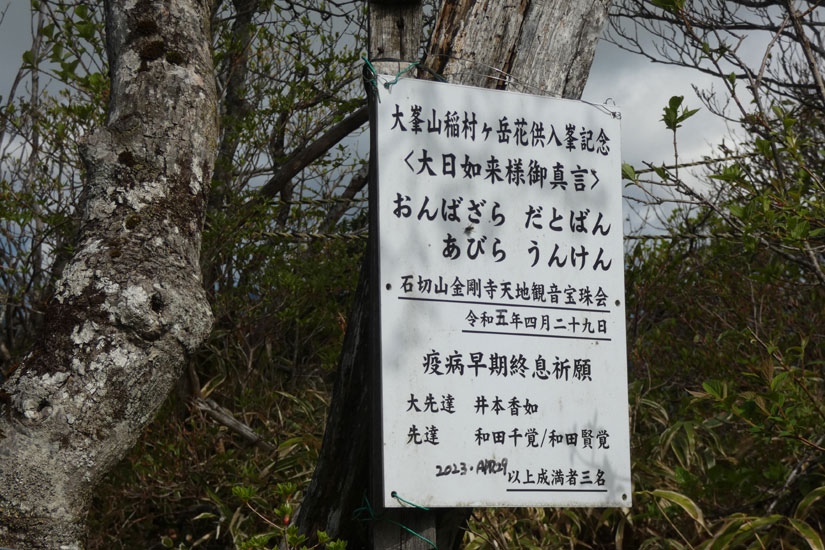 大峯山稲村ヶ岳花供入峯記念
<大日如来様御真言>
おんばざら だとばん
あびら うんけん
石切山金剛寺天地観音宝珠会
令和五年四月二十九日
疫病早期終息祈願
大先達 井本香如
先達 和田千覚/和田賢覚
2023.APR29
以上成満者三名